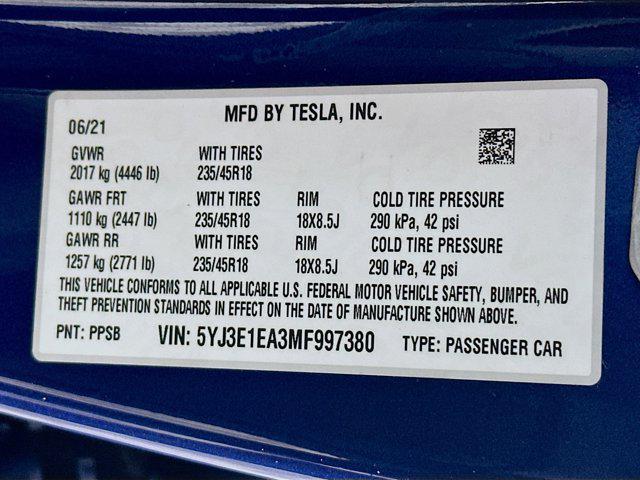 MFD BY TESLA, INC.
06/21
GVWR WITH TIRES
2017 kg (4446 lb) 235/45R18
GAWR FRT WITH TIRES RIM COLD TIRE PRESSURE
1110 kg (2447 lb) 235/45R18 18X8.5J 290 kPa, 42 psi
GAWR RR WITH TIRES RIM COLD TIRE PRESSURE
1257 kg (2771 lb) 235/45R18 18X8.5J 290 kPa, 42 psi
THIS VEHICLE CONFORMS TO ALL APPLICABLE U.S. FEDERAL MOTOR VEHICLE SAFETY, BUMPER, AND
THEFT PREVENTION STANDARDS IN EFFECT ON THE DATE OF MANUFACTURE SHOWN ABOVE.
PNT: PPSB VIN: 5YJ3E1EA3MF997380 TYPE: PASSENGER CAR